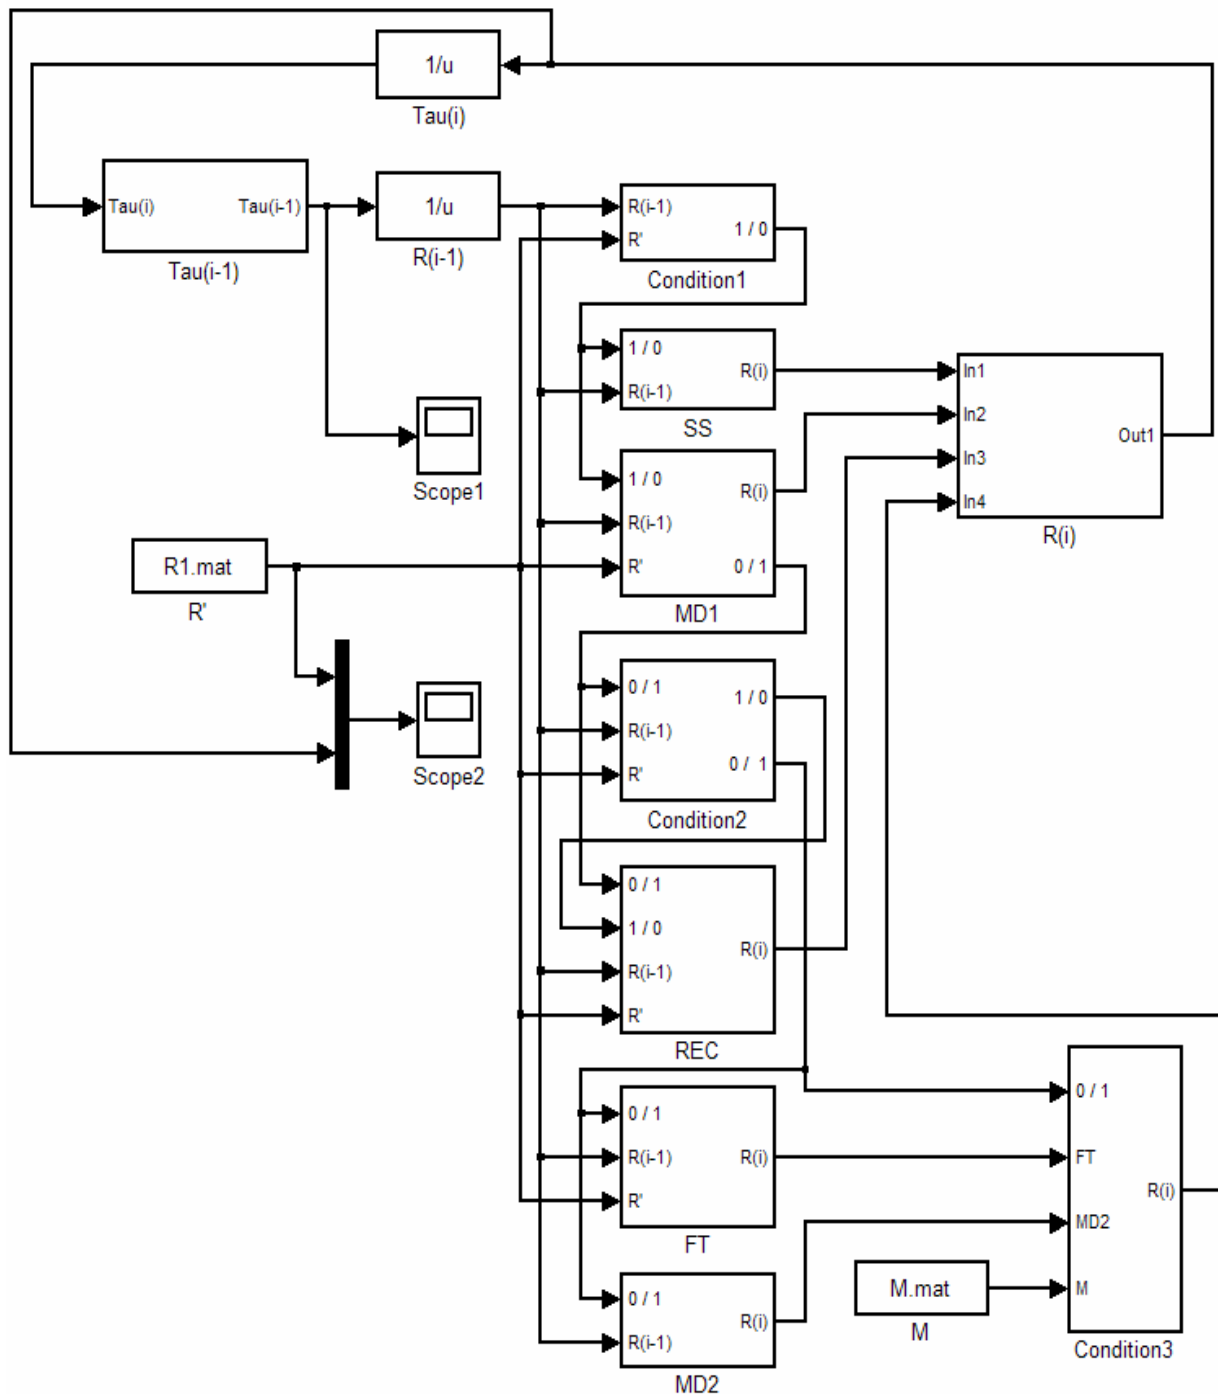 1/u
Tau(i)
Tau(i) Tau(i-1)
Tau(i-1)
1/u
R(i-1)
R(i-1)
R'
1 / 0
Condition1
1 / 0
R(i-1)
R(i)
SS
1 / 0
R(i-1)
R'
R(i)
0 / 1
MD1
In1
In2
In3
In4
Out1
R(i)
Scope1
R1.mat
R'
Scope2
0 / 1
R(i-1)
R'
1 / 0
0 / 1
Condition2
0 / 1
1 / 0
R(i-1)
R'
R(i)
REC
0 / 1
R(i-1)
R'
R(i)
FT
0 / 1
R(i-1)
R(i)
MD2
M.mat
M
0 / 1
FT
MD2
M
R(i)
Condition3